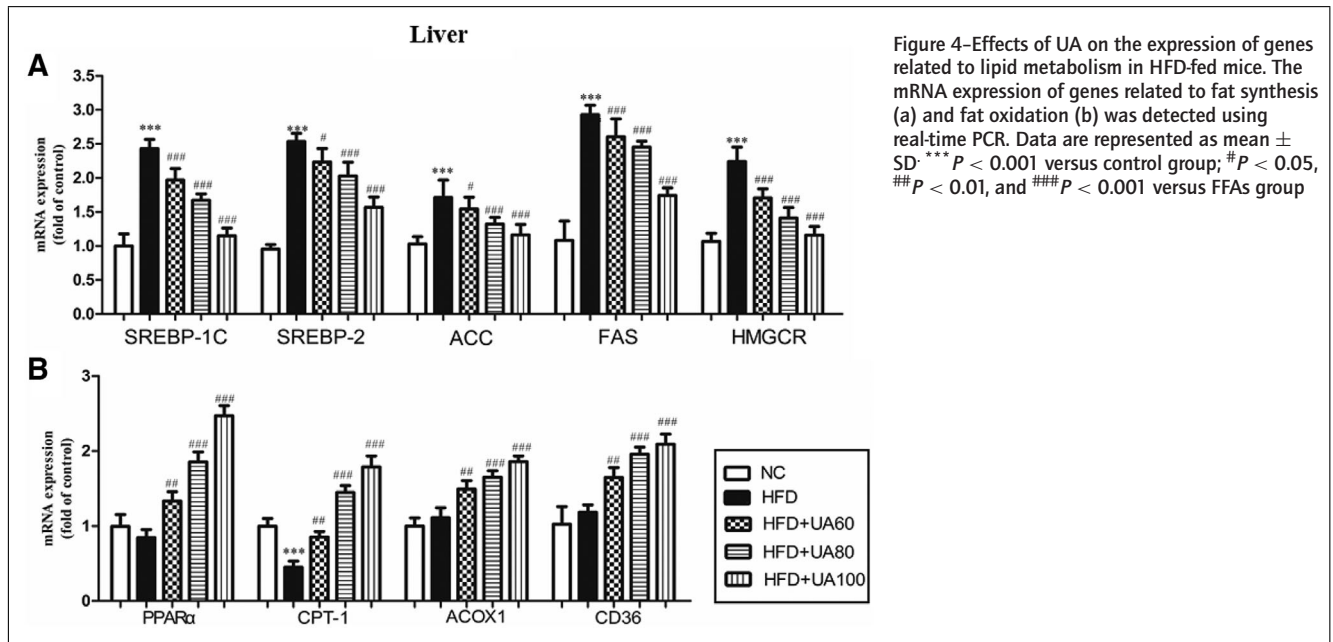 Liver
A
mRNA expression
(fold of control)
3.5
3.0
2.5
2.0
1.5
1.0
0.5
0.0
*** ### ### ###
*** # ### ###
*** # ### ###
*** ### ### ###
*** ### ### ###
SREBP-1C SREBP-2 ACC FAS HMGCR
B
mRNA expression
(fold of control)
3
2
1
0
## ### ###
*** ## ### ###
## ### ###
## ### ###
PPARα CPT-1 ACOX1 CD36
NC
HFD
HFD+UA60
HFD+UA80
HFD+UA100
Figure 4–Effects of UA on the expression of genes
related to lipid metabolism in HFD-fed mice. The
mRNA expression of genes related to fat synthesis
(a) and fat oxidation (b) was detected using
real-time PCR. Data are represented as mean ±
SD. ***P < 0.001 versus control group; #P < 0.05,
##P < 0.01, and ###P < 0.001 versus FFAs group